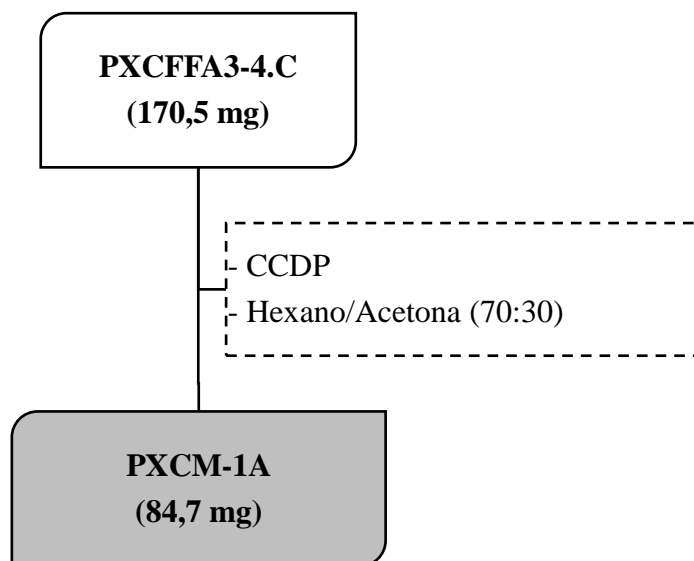 PXCFFA3-4.C
(170,5 mg)
- CCDP
- Hexano/Acetona (70:30)
PXCM-1A
(84,7 mg)